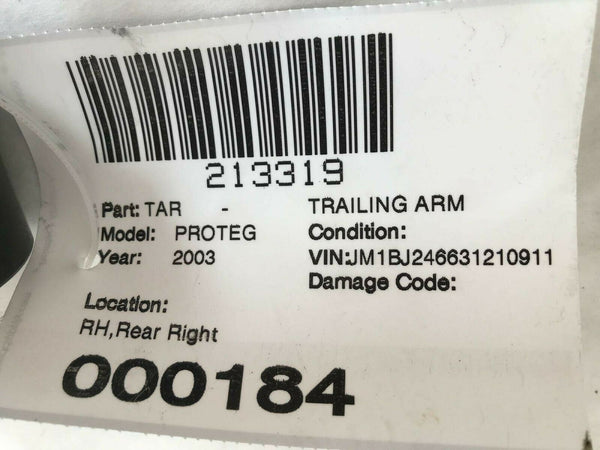 213319
Part: TAR - TRAILING ARM
Model: PROTEG Condition:
Year: 2003 VIN:JM1BJ246631210911
Damage Code:
Location:
RH,Rear Right
000184